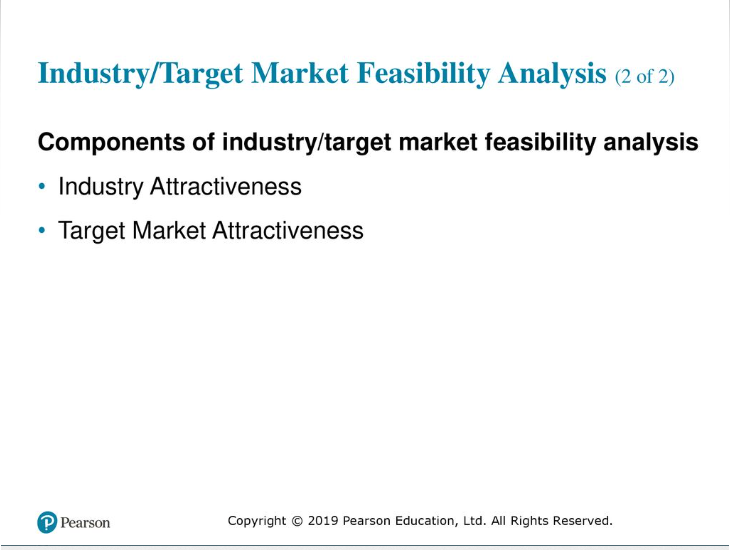 Industry/Target Market Feasibility Analysis (2 of 2)
Components of industry/target market feasibility analysis
• Industry Attractiveness
• Target Market Attractiveness
Pearson
Copyright © 2019 Pearson Education, Ltd. All Rights Reserved.